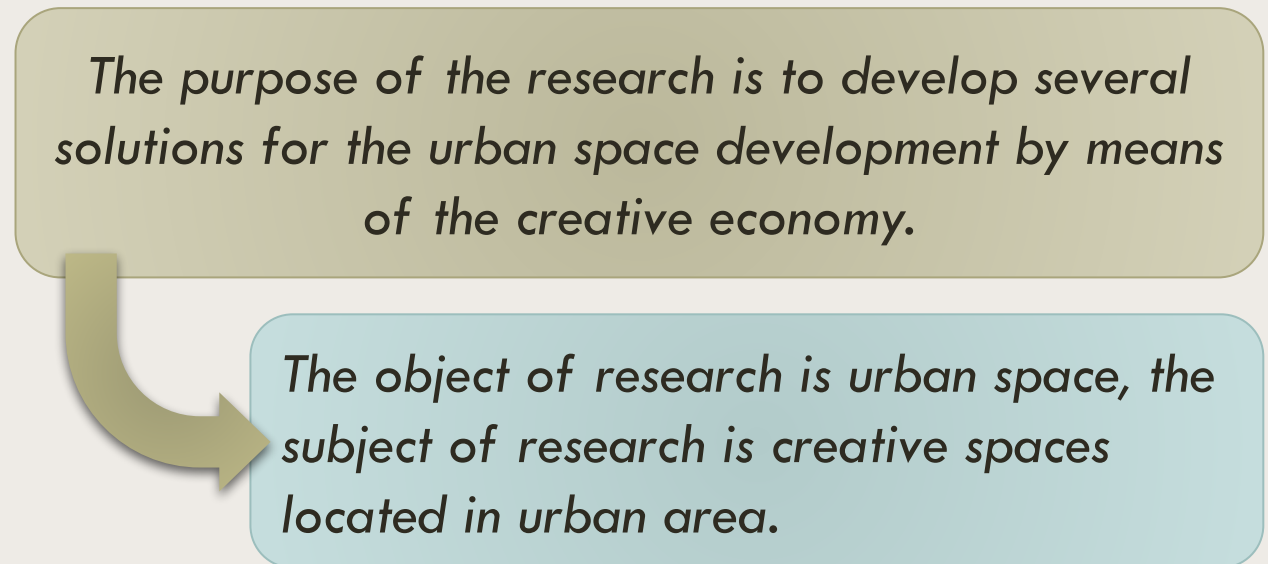 The purpose of the research is to develop several
solutions for the urban space development by means
of the creative economy.
The object of research is urban space, the
subject of research is creative spaces
located in urban area.